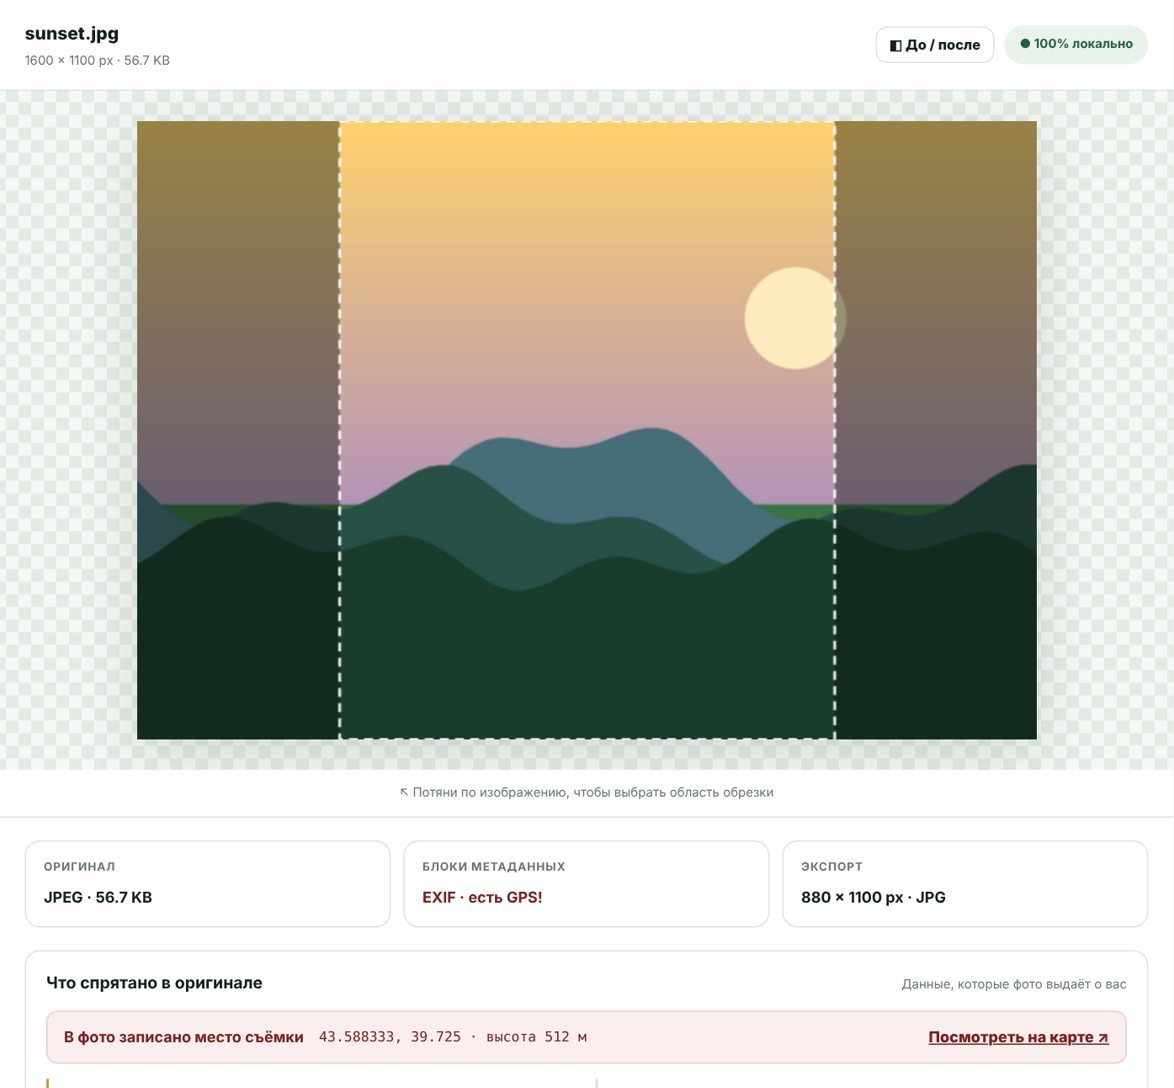 sunset.jpg
1600 × 1100 px · 56.7 KB
До / после
100% локально
↖ Потяни по изображению, чтобы выбрать область обрезки
ОРИГИНАЛ
JPEG · 56.7 KB
БЛОКИ МЕТАДАННЫХ
EXIF · есть GPS!
ЭКСПОРТ
880 × 1100 px · JPG
Что спрятано в оригинале
Данные, которые фото выдаёт о вас
В фото записано место съёмки 43.588333, 39.725 · высота 512 м
Посмотреть на карте ↗